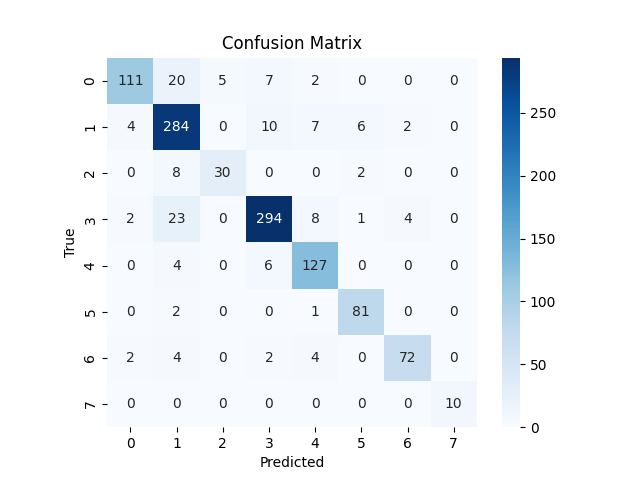 Confusion Matrix
0 111 20 5 7 2 0 0 0
1 4 284 0 10 7 6 2 0
2 0 8 30 0 0 2 0 0
3 2 23 0 294 8 1 4 0
4 0 4 0 6 127 0 0 0
5 0 2 0 0 1 81 0 0
6 2 4 0 2 4 0 72 0
7 0 0 0 0 0 0 0 10
0 1 2 3 4 5 6 7
True
Predicted
250
200
150
100
50
0